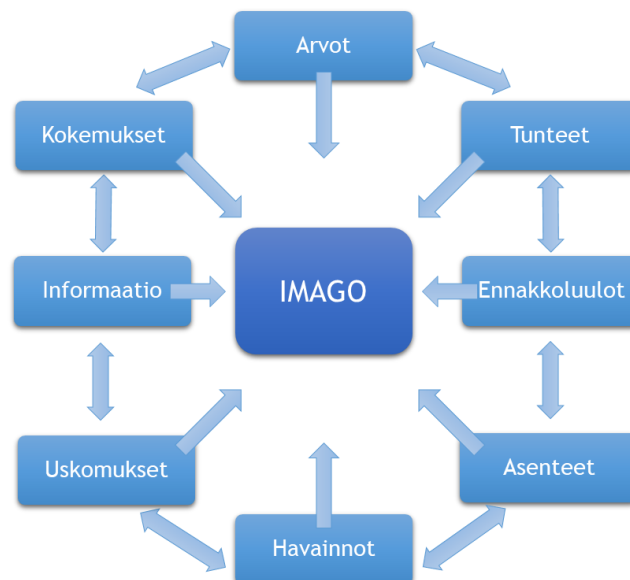 Arvot
Kokemukset
Tunteet
Informaatio
IMAGO
Ennakkoluulot
Uskomukset
Asenteet
Havainnot